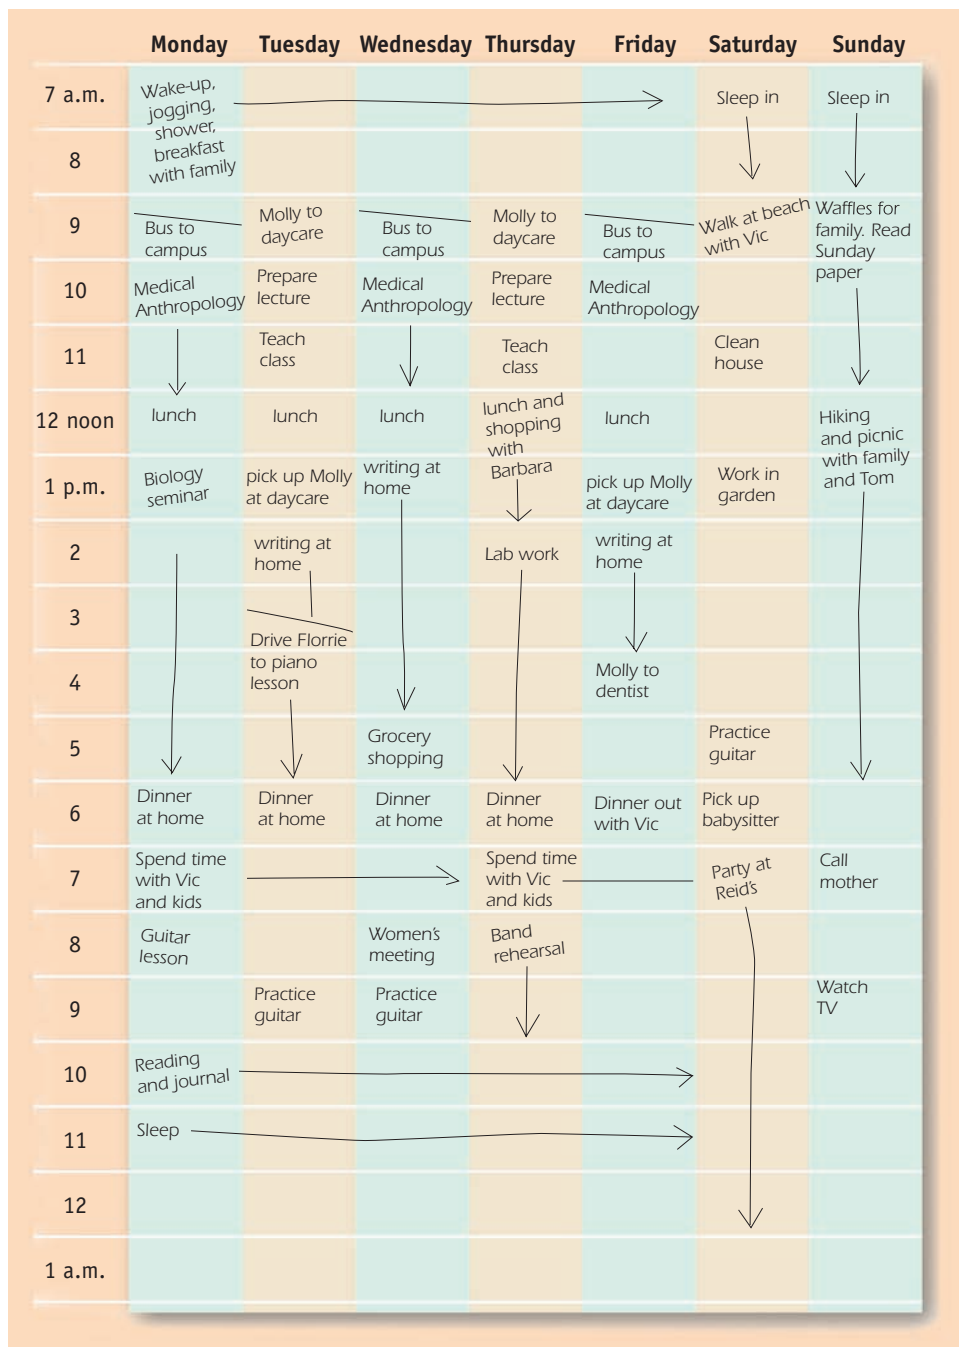 Monday Tuesday Wednesday Thursday Friday Saturday Sunday
7 a.m.
Wake-up,
jogging,
shower,
breakfast
with family
Sleep in
Sleep in
8
9
Bus to
campus
Molly to
daycare
Bus to
campus
Molly to
daycare
Bus to
campus
Walk at beach
with Vic
Waffles for
family. Read
Sunday
paper
10
Medical
Anthropology
Prepare
lecture
Medical
Anthropology
Prepare
lecture
Medical
Anthropology
11
Teach
class
Teach
class
Clean
house
12 noon
lunch
lunch
lunch
lunch and
shopping
with
Barbara
lunch
Hiking
and picnic
with family
and Tom
1 p.m.
Biology
seminar
pick up Molly
at daycare
writing at
home
pick up Molly
at daycare
Work in
garden
2
writing at
home
Lab work
writing at
home
3
Drive Florrie
to piano
lesson
4
Molly to
dentist
5
Grocery
shopping
Practice
guitar
6
Dinner
at home
Dinner
at home
Dinner
at home
Dinner
at home
Dinner out
with Vic
Pick up
babysitter
7
Spend time
with Vic
and kids
Spend time
with Vic
and kids
Party at
Reid's
Call
mother
8
Guitar
lesson
Women's
meeting
Band
rehearsal
9
Practice
guitar
Practice
guitar
Watch
TV
10
Reading
and journal
11
Sleep
12
1 a.m.